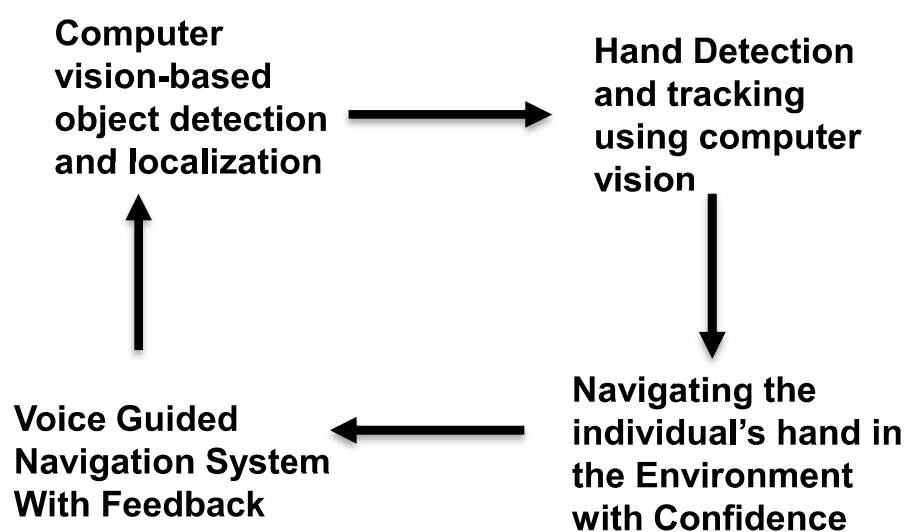 Computer
vision-based
object detection
and localization
Hand Detection
and tracking
using computer
vision
Navigating the
individual's hand in
the Environment
with Confidence
Voice Guided
Navigation System
With Feedback